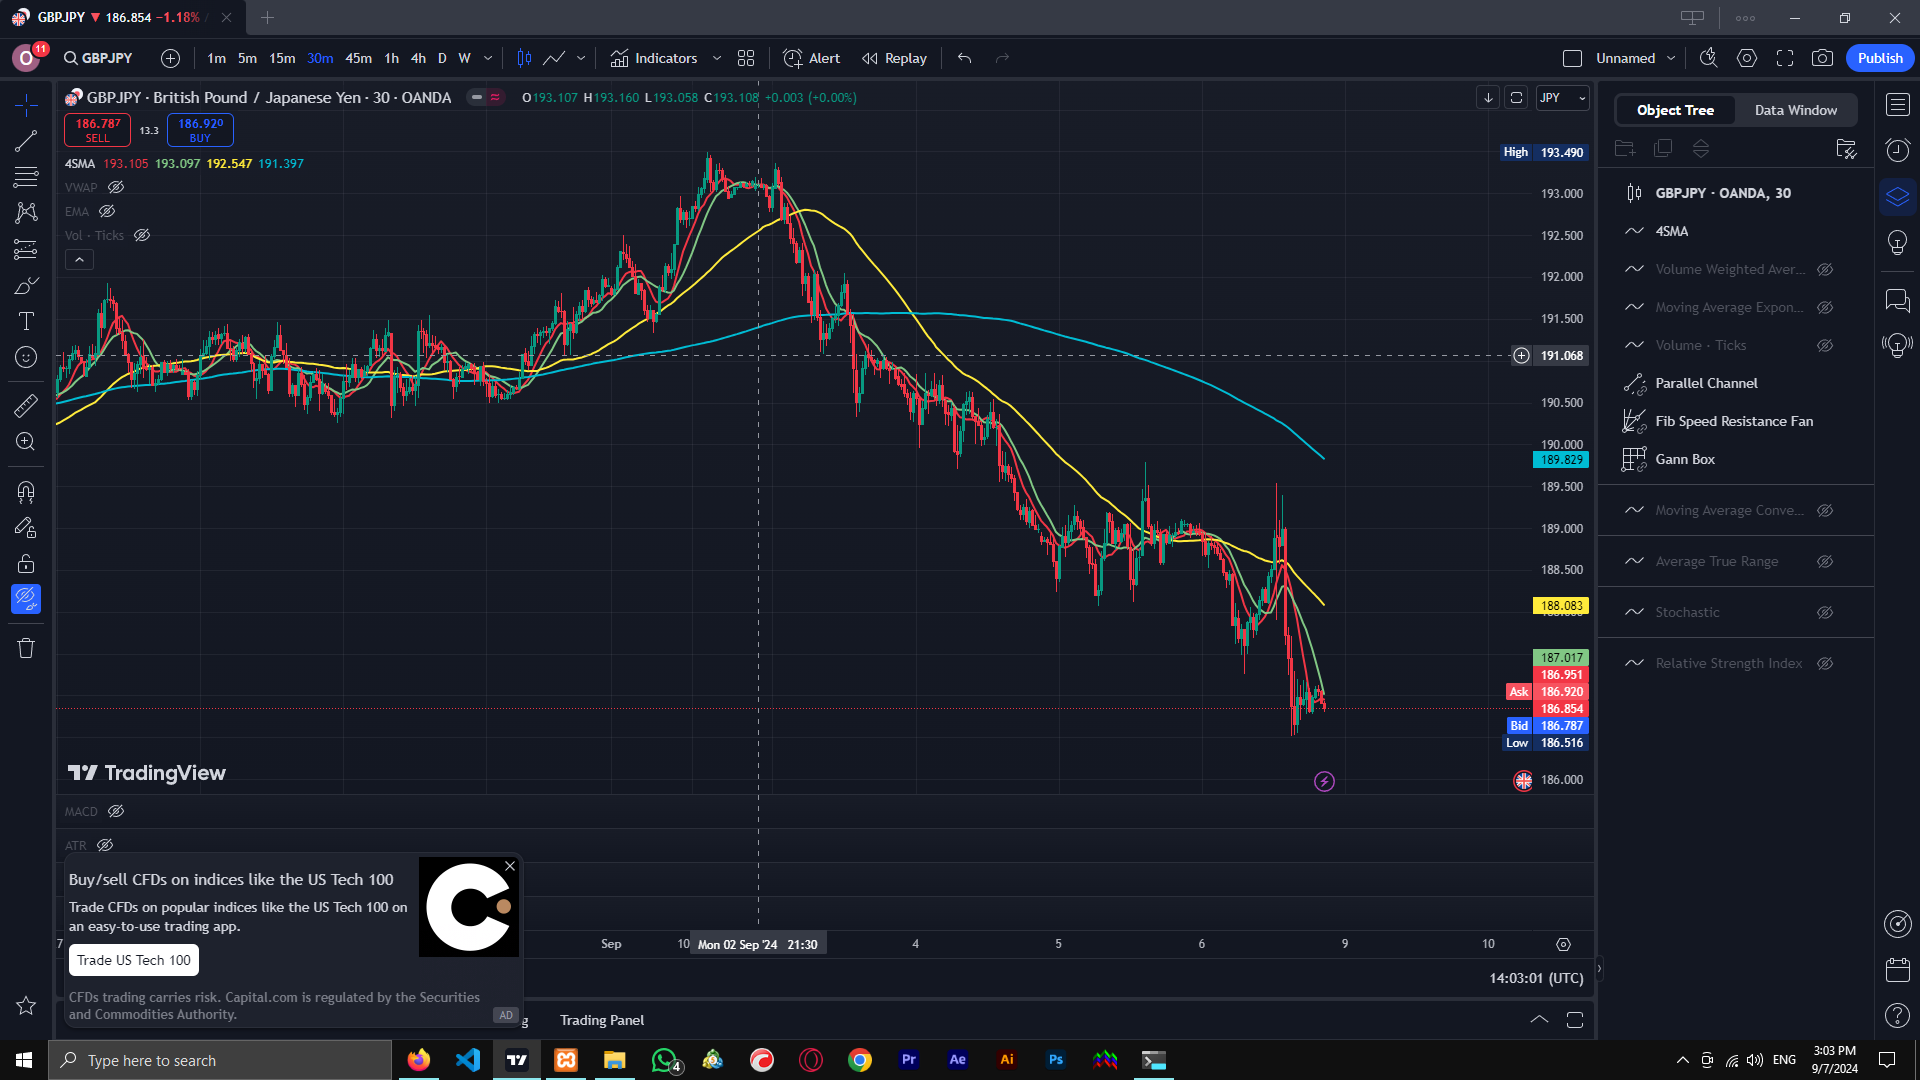 GBPJPY ▼ 186.854 −1.18% /
O 11 GBPJPY 1m 5m 15m 30m 45m 1h 4h D W Indicators Alert Replay Unnamed Publish
GBPJPY · British Pound / Japanese Yen · 30 · OANDA O193.107 H193.160 L193.058 C193.108 +0.003 (+0.00%) JPY
186.787 SELL 13.3 186.920 BUY
4SMA 193.105 193.097 192.547 191.397
VWAP
EMA
Vol · Ticks
High 193.490
193.000
192.500
192.000
191.500
191.068
190.500
190.000
189.829
189.500
189.000
188.500
188.083
187.017
186.951
Ask 186.920
186.854
Bid 186.787
Low 186.516
186.000
TradingView
MACD
ATR
Buy/sell CFDs on indices like the US Tech 100
Trade CFDs on popular indices like the US Tech 100 on
an easy-to-use trading app.
Trade US Tech 100
CFDs trading carries risk. Capital.com is regulated by the Securities
and Commodities Authority.
AD
Sep Mon 02 Sep '24 21:30 4 5 6 9 10
14:03:01 (UTC)
Trading Panel
Object Tree Data Window
GBPJPY · OANDA, 30
4SMA
Volume Weighted Aver...
Moving Average Expon...
Volume · Ticks
Parallel Channel
Fib Speed Resistance Fan
Gann Box
Moving Average Conve...
Average True Range
Stochastic
Relative Strength Index
Type here to search
4
Pr Ae Ai Ps
ENG
3:03 PM
9/7/2024